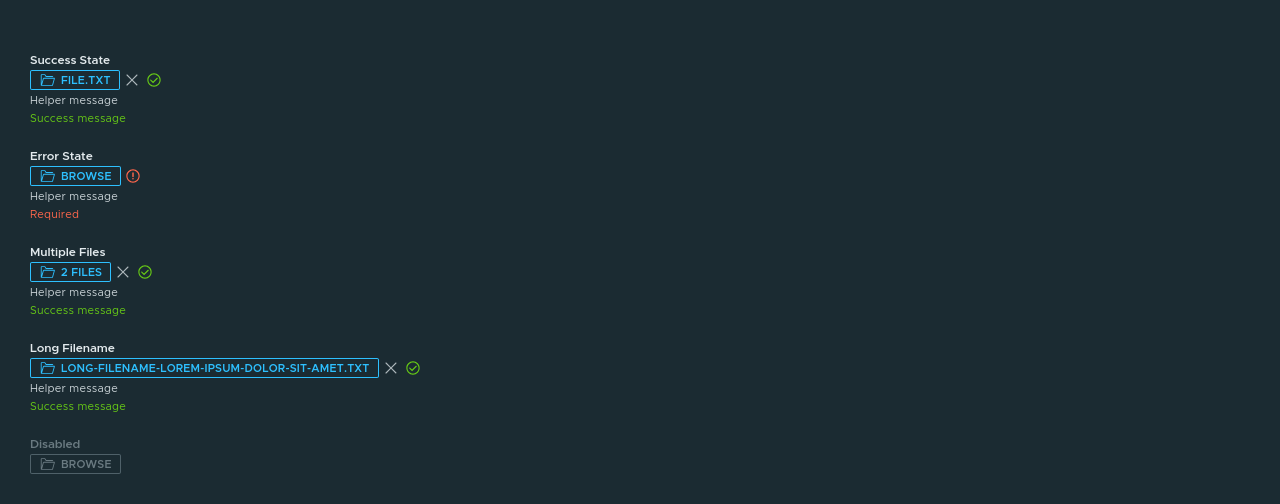 Success State
FILE.TXT
Helper message
Success message
Error State
BROWSE
Helper message
Required
Multiple Files
2 FILES
Helper message
Success message
Long Filename
LONG-FILENAME-LOREM-IPSUM-DOLOR-SIT-AMET.TXT
Helper message
Success message
Disabled
BROWSE